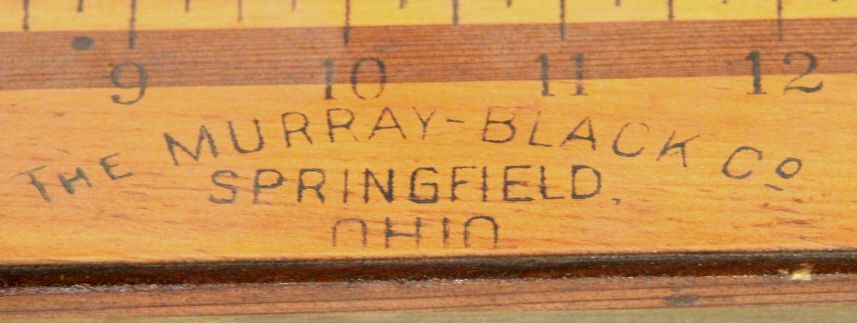 9 10 11 12
THE MURRAY-BLACK Co
SPRINGFIELD,
OHIO